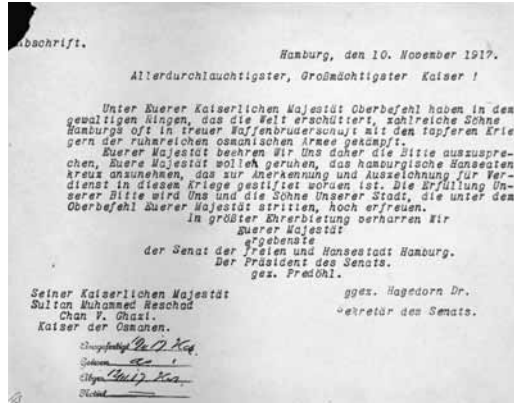 bschrift.
Hamburg, den 10. November 1917.
Allerdurchlauchtigster, Großmächtigster Kaiser !
Unter Euerer Kaiserlichen Majestät Oberbefehl haben in dem
gewaltigen Ringen, das die Welt erschüttert, zahlreiche Söhne
Hamburgs oft in treuer Waffenbruderschaft mit den tapferen Krie
gern der ruhmreichen osmanischen Armee gekämpft.
Euerer Majestät beehren Wir Uns daher die Bitte auszuspre-
chen, Euere Majestät wollen geruhen, das hamburgische Hanseaten
kreuz anzunehmen, das zur Anerkennung und Auszeichnung für Ver-
dienst in diesem Kriege gestiftet worden ist. Die Erfüllung Un-
serer Bitte wird Uns und die Söhne Unserer Stadt, die unter dem
Oberbefehl Euerer Majestät stritten, hoch erfreuen.
In größter Ehrerbietung verharren Wir
Euerer Majestät
ergebenste
der Senat der freien und Hansestadt Hamburg.
Der Präsident des Senats.
gez. Predöhl.
Seiner Kaiserlichen Majestät
Sultan Muhammed Reschad
Chan V. Ghazi.
Kaiser der Osmanen.
ggez. Hagedorn Dr.
Sekretär des Senats.
Ausgefertigt
Gelesen
Abges.